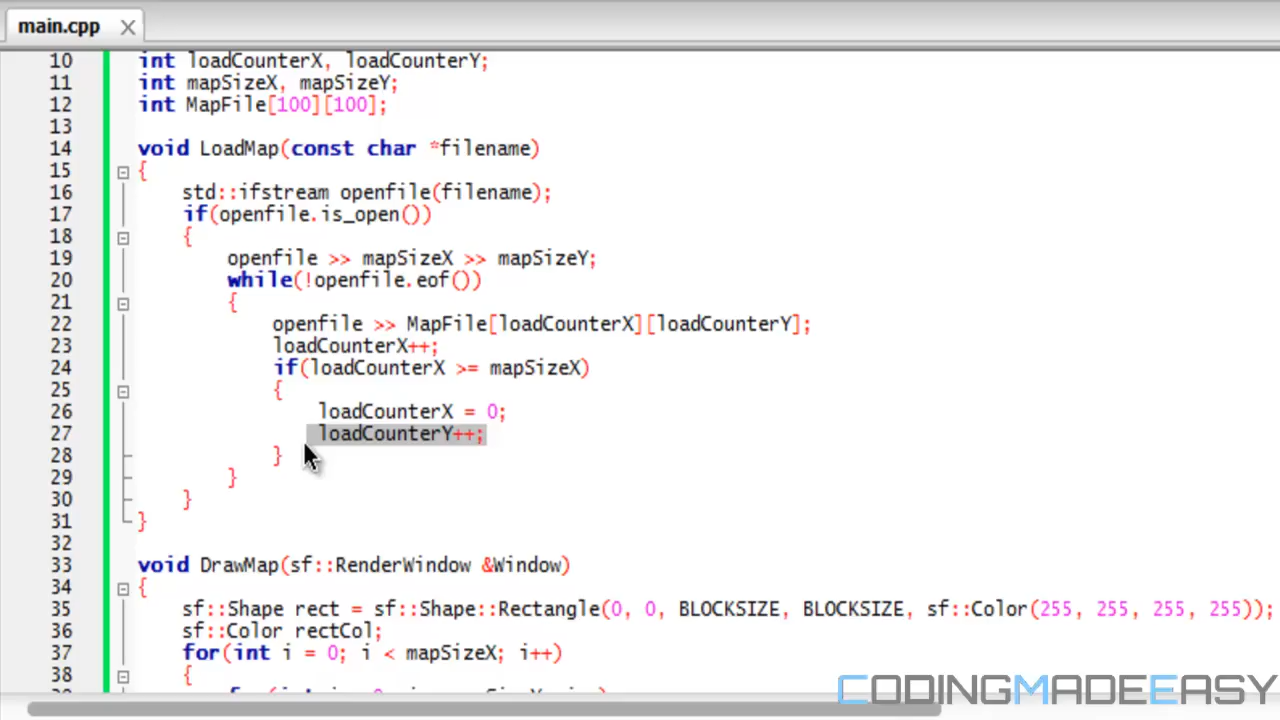 main.cpp
10 int loadCounterX, loadCounterY;
11 int mapSizeX, mapSizeY;
12 int MapFile[100][100];
13
14 void LoadMap(const char *filename)
15 {
16 std::ifstream openfile(filename);
17 if(openfile.is_open())
18 {
19 openfile >> mapSizeX >> mapSizeY;
20 while(!openfile.eof())
21 {
22 openfile >> MapFile[loadCounterX][loadCounterY];
23 loadCounterX++;
24 if(loadCounterX >= mapSizeX)
25 {
26 loadCounterX = 0;
27 loadCounterY++;
28 }
29 }
30 }
31 }
32
33 void DrawMap(sf::RenderWindow &Window)
34 {
35 sf::Shape rect = sf::Shape::Rectangle(0, 0, BLOCKSIZE, BLOCKSIZE, sf::Color(255, 255, 255, 255));
36 sf::Color rectCol;
37 for(int i = 0; i < mapSizeX; i++)
38 {
CODINGMADEEASY